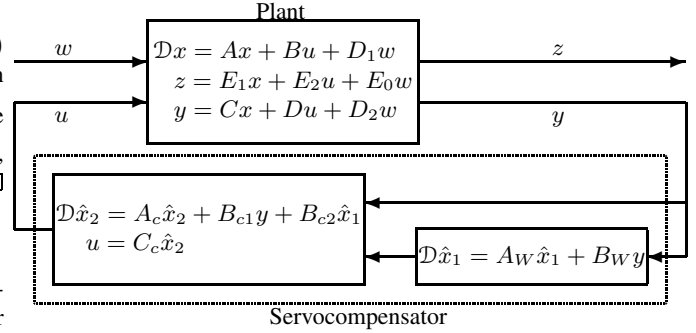 Plant
w
𝒟x = Ax + Bu + D₁w
z
z = E₁x + E₂u + E₀w
u
y = Cx + Du + D₂w
y
𝒟x̂₂ = A_c x̂₂ + B_{c1} y + B_{c2} x̂₁
u = C_c x̂₂
𝒟x̂₁ = A_W x̂₁ + B_W y
Servocompensator